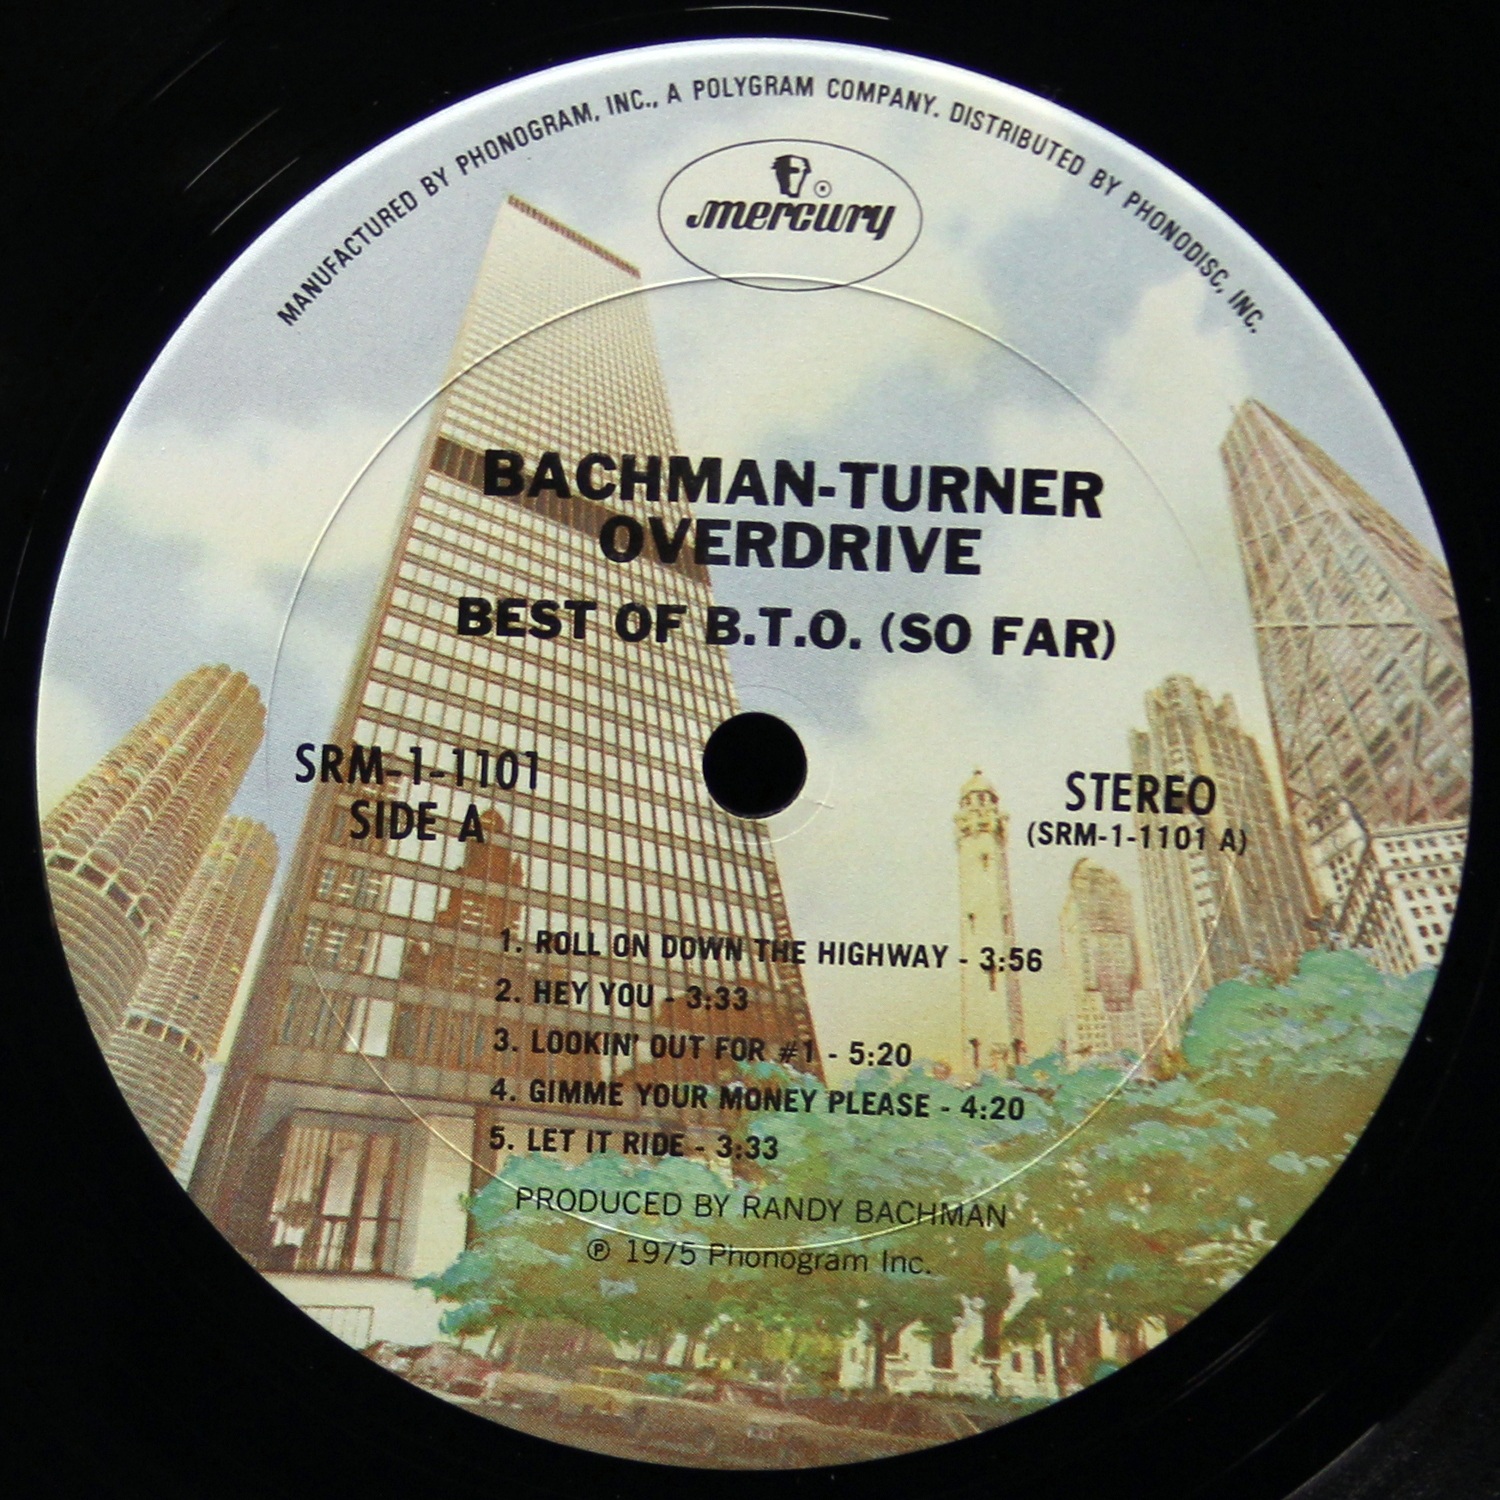 MANUFACTURED BY PHONOGRAM, INC., A POLYGRAM COMPANY. DISTRIBUTED BY PHONODISC, INC.
mercury
BACHMAN-TURNER
OVERDRIVE
BEST OF B.T.O. (SO FAR)
SRM-1-1101
SIDE A
STEREO
(SRM-1-1101 A)
1. ROLL ON DOWN THE HIGHWAY - 3:56
2. HEY YOU - 3:33
3. LOOKIN' OUT FOR #1 - 5:20
4. GIMME YOUR MONEY PLEASE - 4:20
5. LET IT RIDE - 3:33
PRODUCED BY RANDY BACHMAN
℗ 1975 Phonogram Inc.